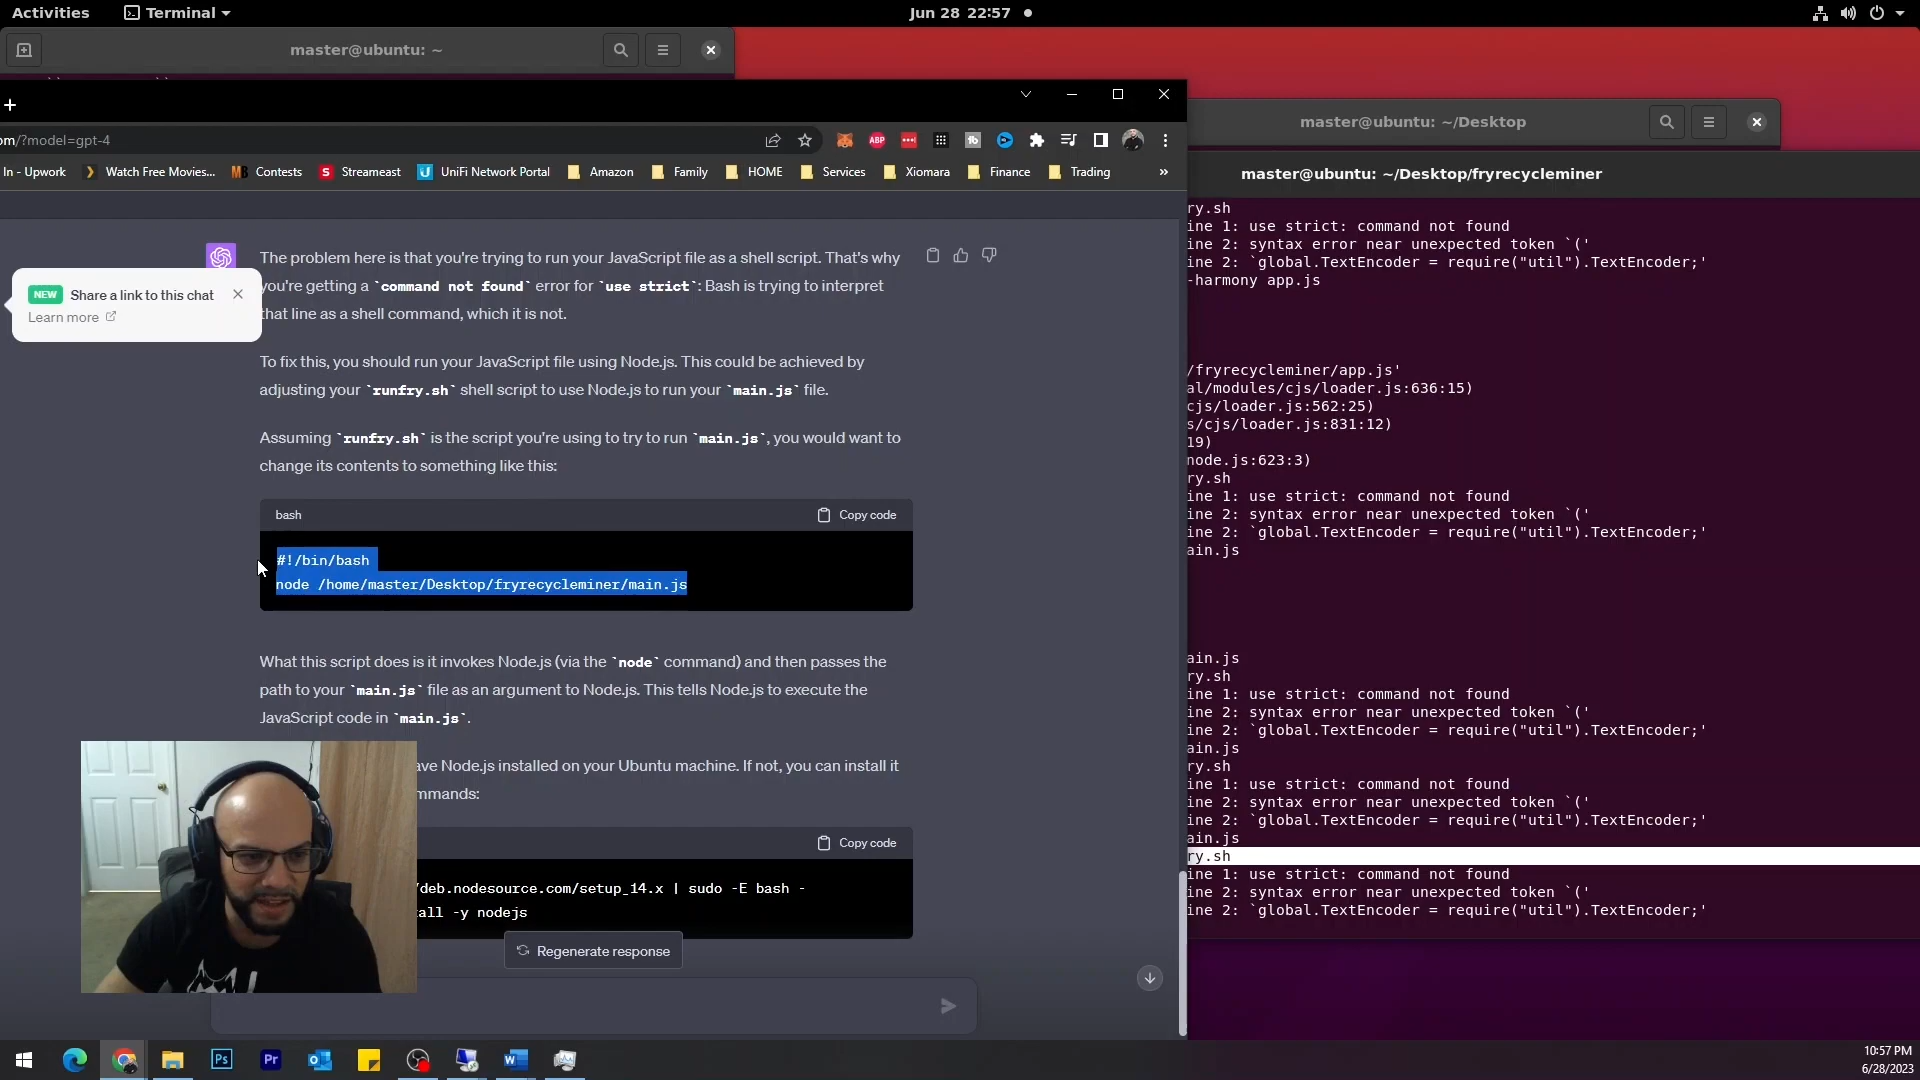 Activities
Terminal
Jun 28 22:57
master@ubuntu: ~
master@ubuntu: ~/Desktop
om/?model=gpt-4
ABP
tb
In - Upwork
Watch Free Movies...
MB Contests
S Streameast
U UniFi Network Portal
Amazon
Family
HOME
Services
Xiomara
Finance
Trading
»
master@ubuntu: ~/Desktop/fryrecycleminer
NEW Share a link to this chat
Learn more
The problem here is that you're trying to run your JavaScript file as a shell script. That's why
you're getting a `command not found` error for `use strict`: Bash is trying to interpret
that line as a shell command, which it is not.
To fix this, you should run your JavaScript file using Node.js. This could be achieved by
adjusting your `runfry.sh` shell script to use Node.js to run your `main.js` file.
Assuming `runfry.sh` is the script you're using to try to run `main.js`, you would want to
change its contents to something like this:
bash
Copy code
#!/bin/bash
node /home/master/Desktop/fryrecycleminer/main.js
What this script does is it invokes Node.js (via the `node` command) and then passes the
path to your `main.js` file as an argument to Node.js. This tells Node.js to execute the
JavaScript code in `main.js`.
ave Node.js installed on your Ubuntu machine. If not, you can install it
mmands:
Copy code
/deb.nodesource.com/setup_14.x | sudo -E bash -
all -y nodejs
Regenerate response
ry.sh
ine 1: use strict: command not found
ine 2: syntax error near unexpected token `('
ine 2: `global.TextEncoder = require("util").TextEncoder;'
-harmony app.js
/fryrecycleminer/app.js'
al/modules/cjs/loader.js:636:15)
cjs/loader.js:562:25)
s/cjs/loader.js:831:12)
19)
node.js:623:3)
ry.sh
ine 1: use strict: command not found
ine 2: syntax error near unexpected token `('
ine 2: `global.TextEncoder = require("util").TextEncoder;'
ain.js
ain.js
ry.sh
ine 1: use strict: command not found
ine 2: syntax error near unexpected token `('
ine 2: `global.TextEncoder = require("util").TextEncoder;'
ain.js
ry.sh
ine 1: use strict: command not found
ine 2: syntax error near unexpected token `('
ine 2: `global.TextEncoder = require("util").TextEncoder;'
ain.js
ry.sh
ine 1: use strict: command not found
ine 2: syntax error near unexpected token `('
ine 2: `global.TextEncoder = require("util").TextEncoder;'
Ps
Pr
10:57 PM
6/28/2023